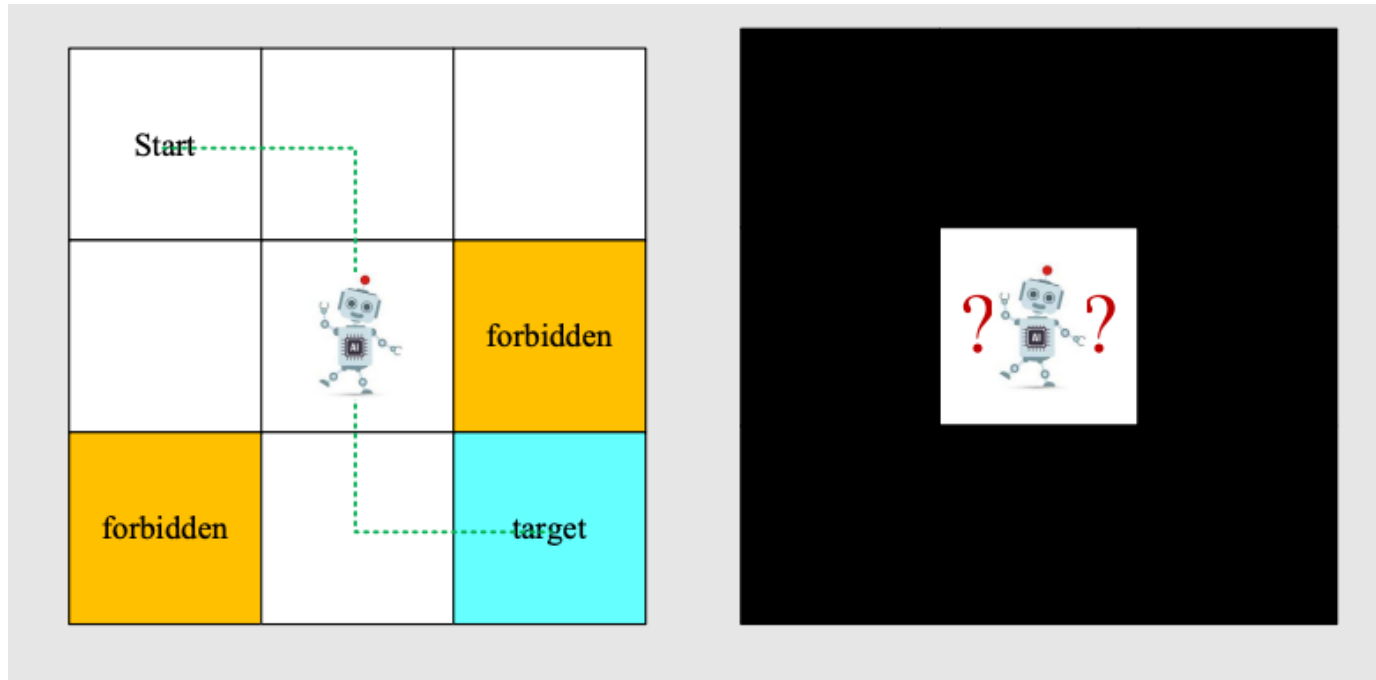 Start
AI
forbidden
forbidden
target
? AI ?